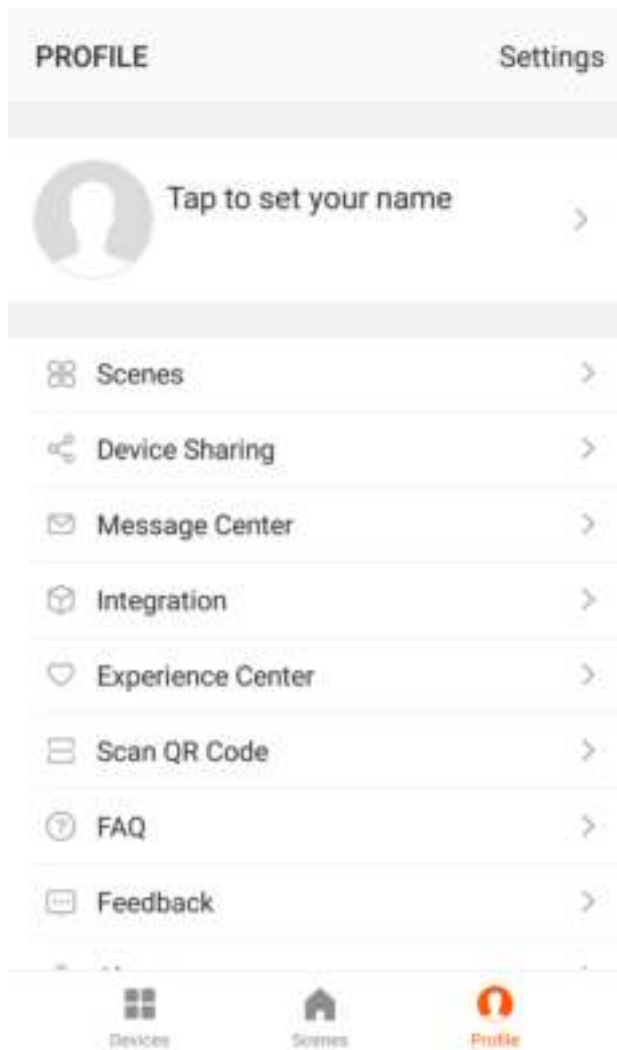 PROFILE Settings
Tap to set your name
Scenes
Device Sharing
Message Center
Integration
Experience Center
Scan QR Code
FAQ
Feedback
Devices Scenes Profile